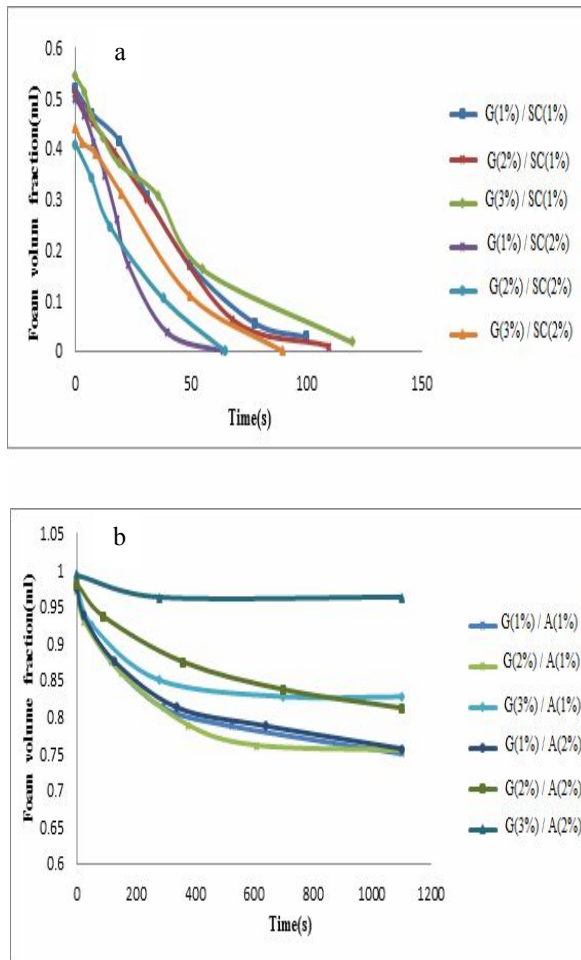 a
Foam volum fraction(ml)
0.6
0.5
0.4
0.3
0.2
0.1
0
0 50 100 150
Time(s)
G(1%) / SC(1%)
G(2%) / SC(1%)
G(3%) / SC(1%)
G(1%) / SC(2%)
G(2%) / SC(2%)
G(3%) / SC(2%)
b
Foam volume fraction(ml)
1.05
1
0.95
0.9
0.85
0.8
0.75
0.7
0.65
0.6
0 200 400 600 800 1000 1200
Time(s)
G(1%) / A(1%)
G(2%) / A(1%)
G(3%) / A(1%)
G(1%) / A(2%)
G(2%) / A(2%)
G(3%) / A(2%)